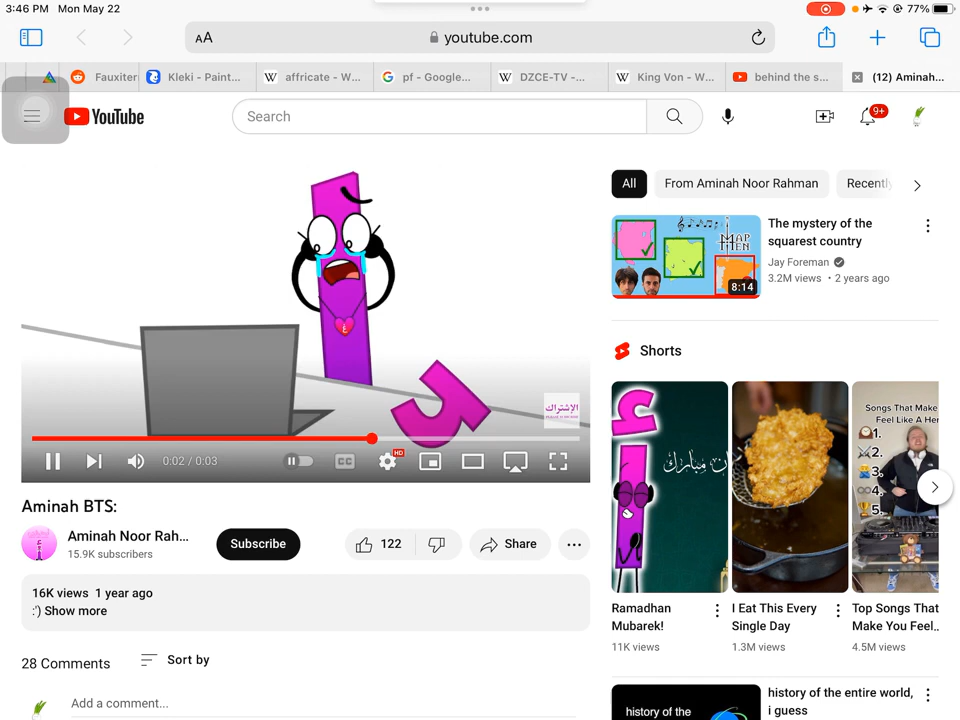 3:46 PM Mon May 22
77%
AA
youtube.com
Fauxiter
Kleki - Paint...
W affricate - W...
G pf - Google...
W DZCE-TV -...
W King Von - W...
behind the s...
(12) Aminah...
YouTube
Search
9+
All
From Aminah Noor Rahman
Recently
The mystery of the
squarest country
Jay Foreman
3.2M views • 2 years ago
MAP
MEN
8:14
Shorts
غ
الإشتراك
0:02 / 0:03
CC
HD
Aminah BTS:
Aminah Noor Rah...
15.9K subscribers
Subscribe
122
Share
16K views 1 year ago
:') Show more
28 Comments
Sort by
Add a comment...
ن مبارك
Songs That Make
Feel Like A Her
1.
2.
3.
4.
5.
Ramadhan
Mubarek!
11K views
I Eat This Every
Single Day
1.3M views
Top Songs That
Make You Feel..
4.5M views
history of the
history of the entire world,
i guess